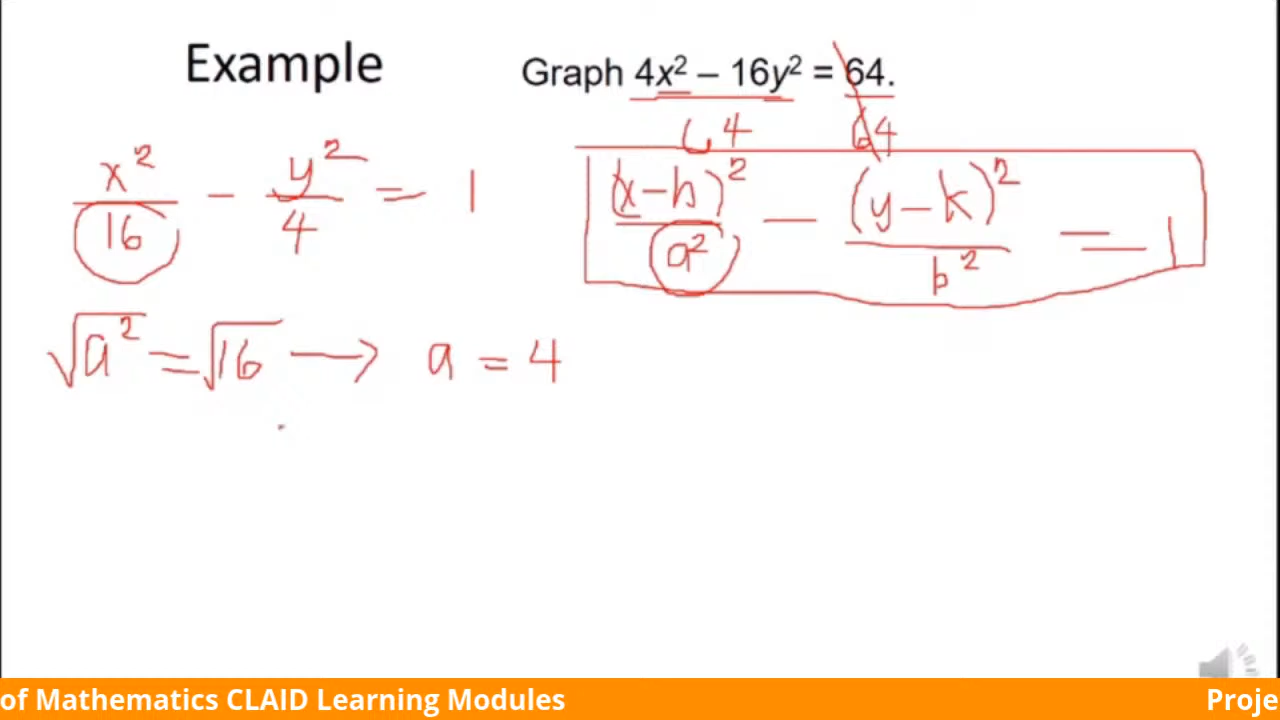 Example
Graph 4x² – 16y² = 64.
64 64
x²/16 - y²/4 = 1
(x-h)²/a² - (y-k)²/b² = 1
√a² = √16 → a = 4
of Mathematics CLAID Learning Modules
Proje